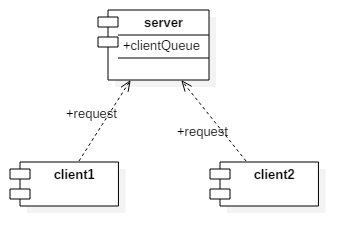 server
+clientQueue
+request
+request
client1
client2